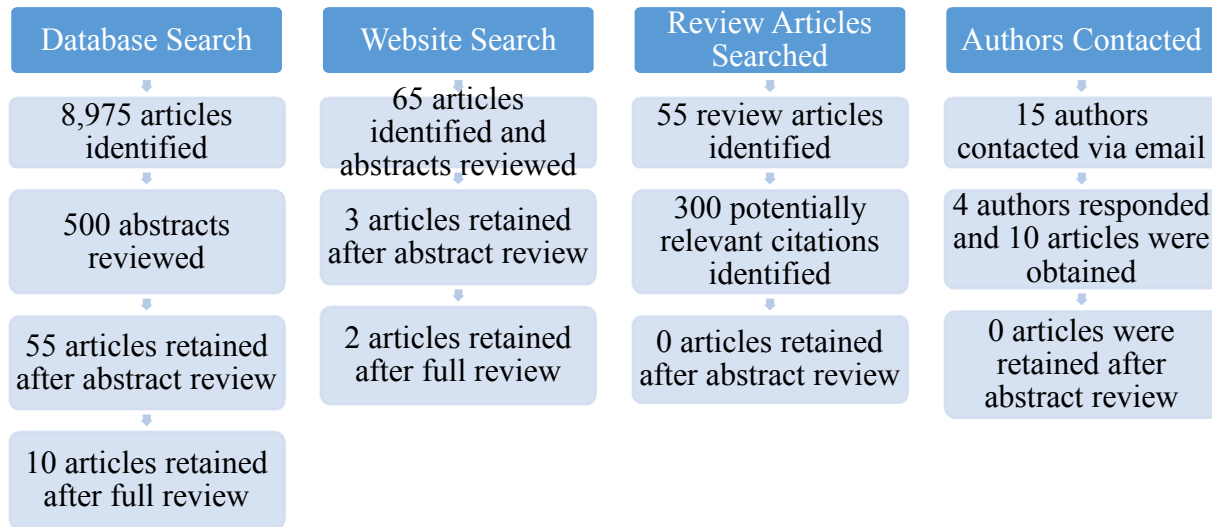 Database Search
8,975 articles
identified
500 abstracts
reviewed
55 articles retained
after abstract review
10 articles retained
after full review
Website Search
65 articles
identified and
abstracts reviewed
3 articles retained
after abstract review
2 articles retained
after full review
Review Articles
Searched
55 review articles
identified
300 potentially
relevant citations
identified
0 articles retained
after abstract review
Authors Contacted
15 authors
contacted via email
4 authors responded
and 10 articles were
obtained
0 articles were
retained after
abstract review